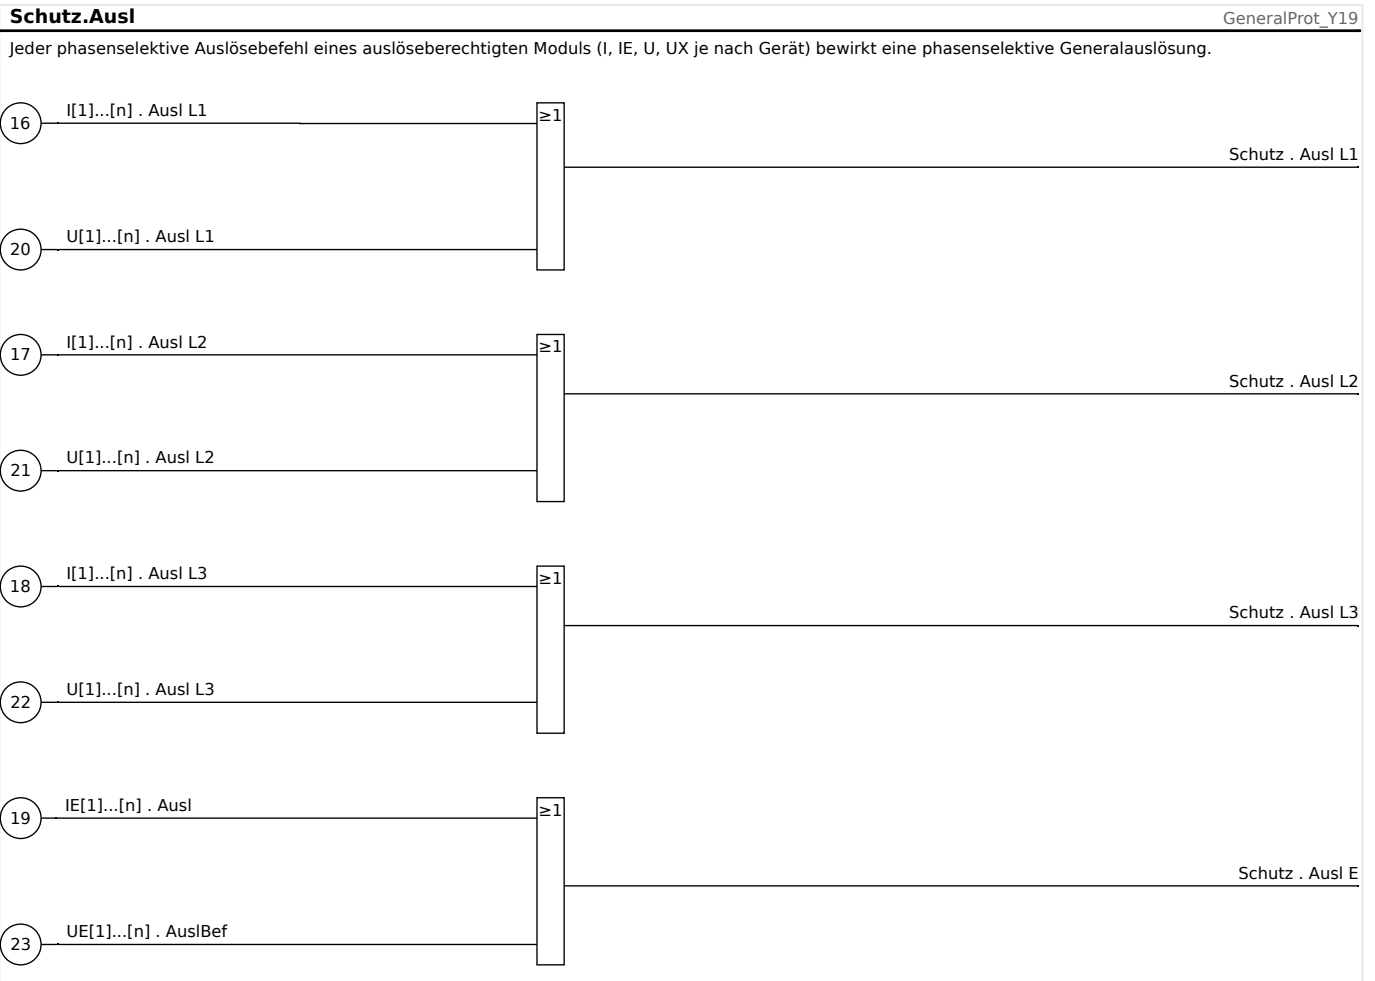 Schutz.Ausl
GeneralProt_Y19
Jeder phasenselektive Auslösebefehl eines auslöseberechtigten Moduls (I, IE, U, UX je nach Gerät) bewirkt eine phasenselektive Generalauslösung.
16
I[1]...[n] . Ausl L1
≥1
Schutz . Ausl L1
20
U[1]...[n] . Ausl L1
17
I[1]...[n] . Ausl L2
≥1
Schutz . Ausl L2
21
U[1]...[n] . Ausl L2
18
I[1]...[n] . Ausl L3
≥1
Schutz . Ausl L3
22
U[1]...[n] . Ausl L3
19
IE[1]...[n] . Ausl
≥1
Schutz . Ausl E
23
UE[1]...[n] . AuslBef